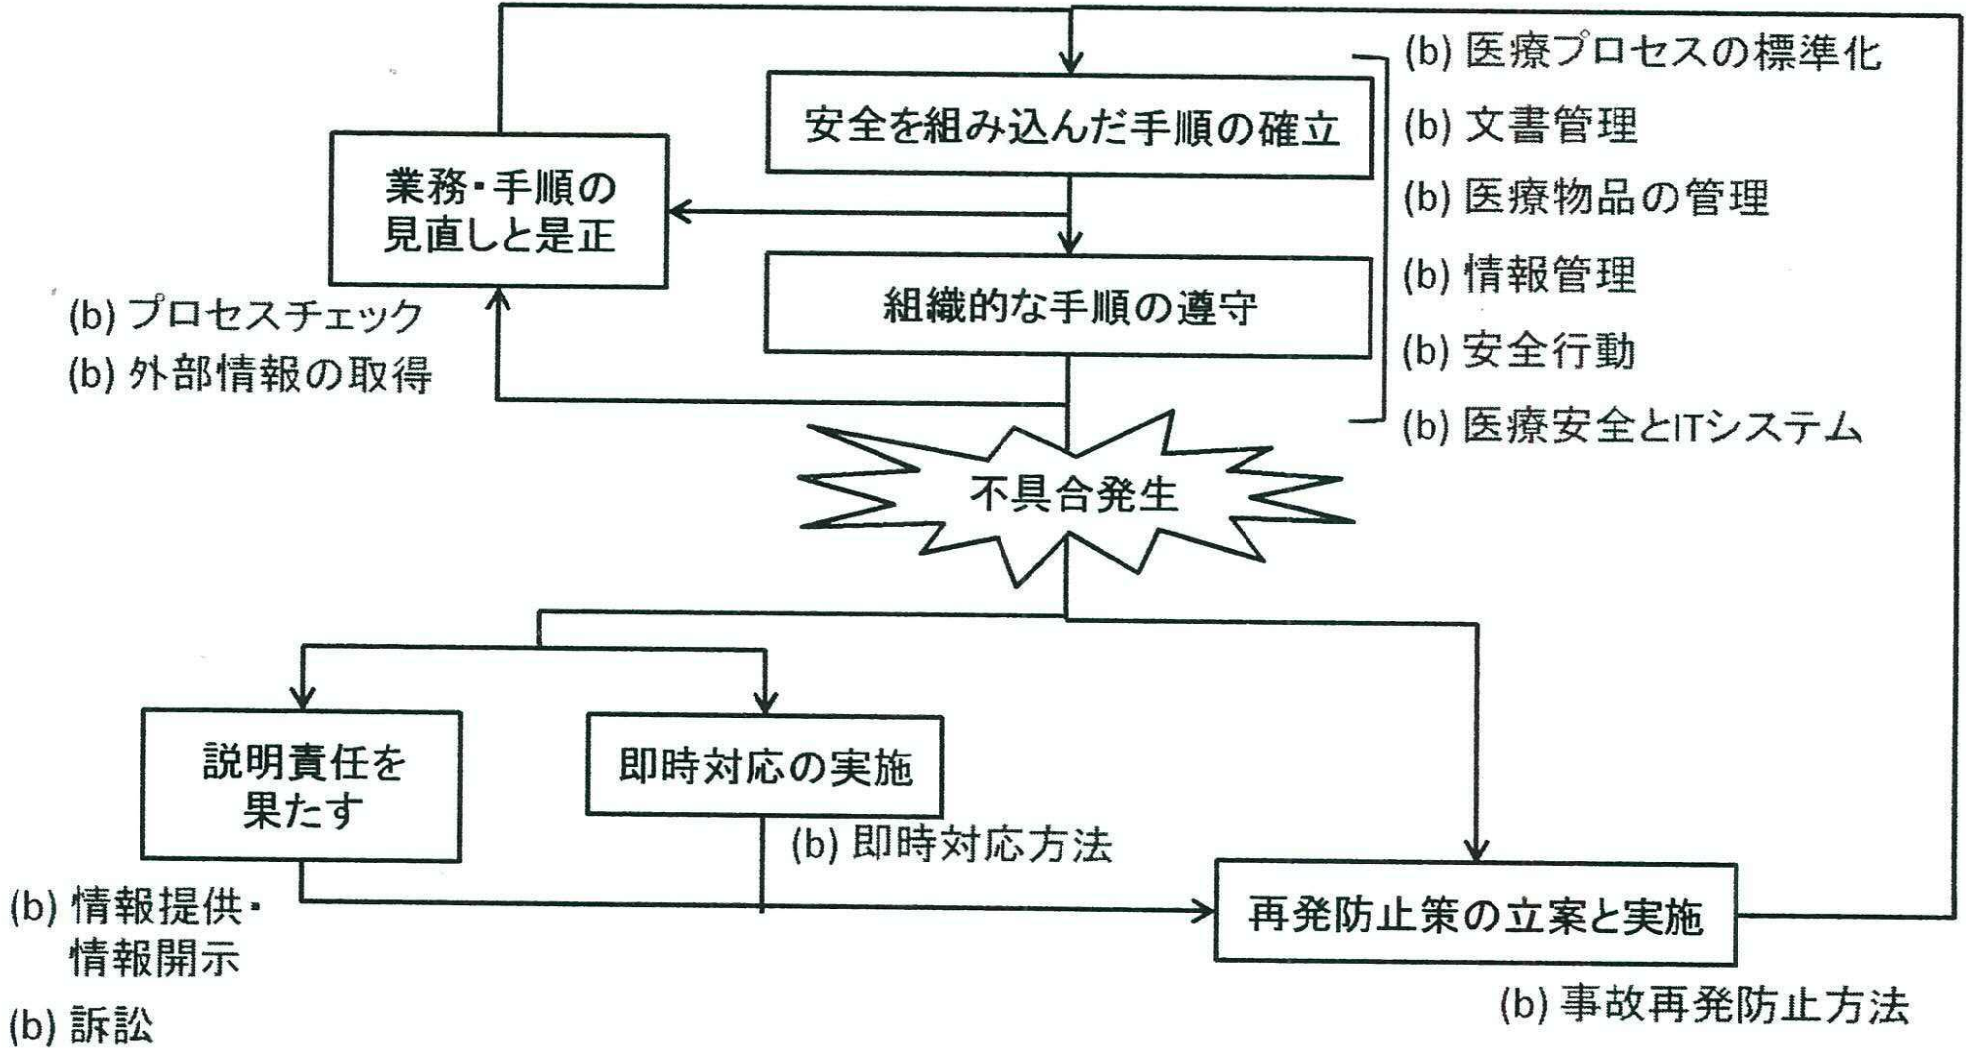 (b) 医療プロセスの標準化
安全を組み込んだ手順の確立
(b) 文書管理
業務・手順の
見直しと是正
(b) 医療物品の管理
(b) 情報管理
組織的な手順の遵守
(b) プロセスチェック
(b) 外部情報の取得
(b) 安全行動
(b) 医療安全とITシステム
不具合発生
説明責任を
果たす
即時対応の実施
(b) 即時対応方法
(b) 情報提供・
情報開示
(b) 訴訟
再発防止策の立案と実施
(b) 事故再発防止方法